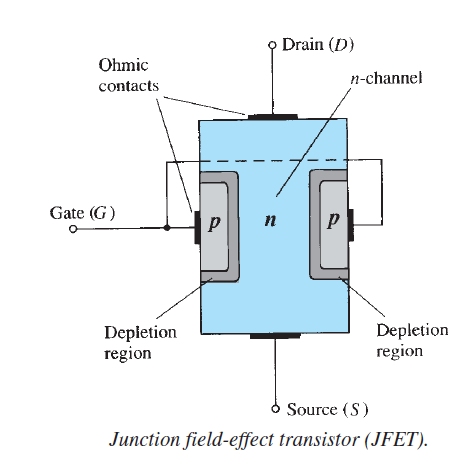 Drain (D)
Ohmic
contacts
n-channel
Gate (G)
p
n
p
Depletion
region
Depletion
region
Source (S)
Junction field-effect transistor (JFET).